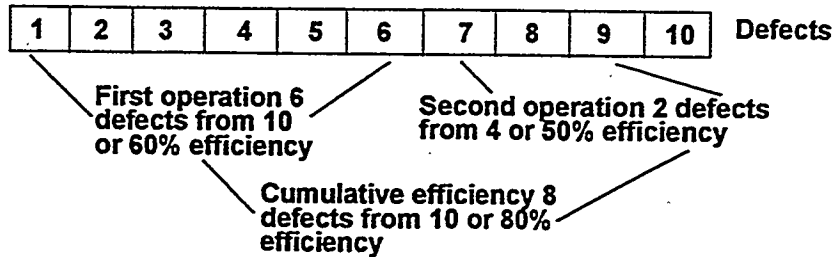 1 2 3 4 5 6 7 8 9 10 Defects
First operation 6
defects from 10
or 60% efficiency
Second operation 2 defects
from 4 or 50% efficiency
Cumulative efficiency 8
defects from 10 or 80%
efficiency